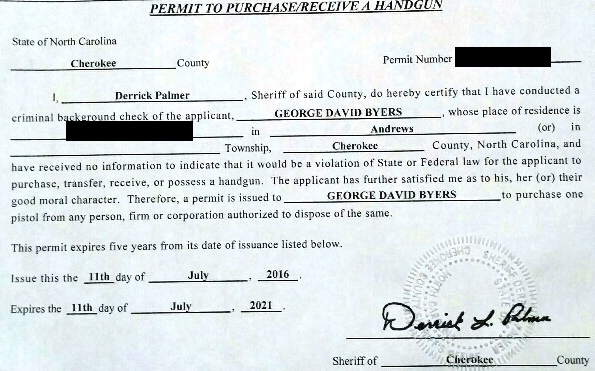 PERMIT TO PURCHASE/RECEIVE A HANDGUN
State of North Carolina
Cherokee County Permit Number
I, Derrick Palmer, Sheriff of said County, do hereby certify that I have conducted a
criminal background check of the applicant, GEORGE DAVID BYERS, whose place of residence is
in Andrews (or) in
Township, Cherokee County, North Carolina, and
have received no information to indicate that it would be a violation of State or Federal law for the applicant to
purchase, transfer, receive, or possess a handgun. The applicant has further satisfied me as to his, her (or) their
good moral character. Therefore, a permit is issued to GEORGE DAVID BYERS to purchase one
pistol from any person, firm or corporation authorized to dispose of the same.
This permit expires five years from its date of issuance listed below.
Issue this the 11th day of July, 2016
Expires the 11th day of July, 2021
Derrick L. Palmer
Sheriff of Cherokee County